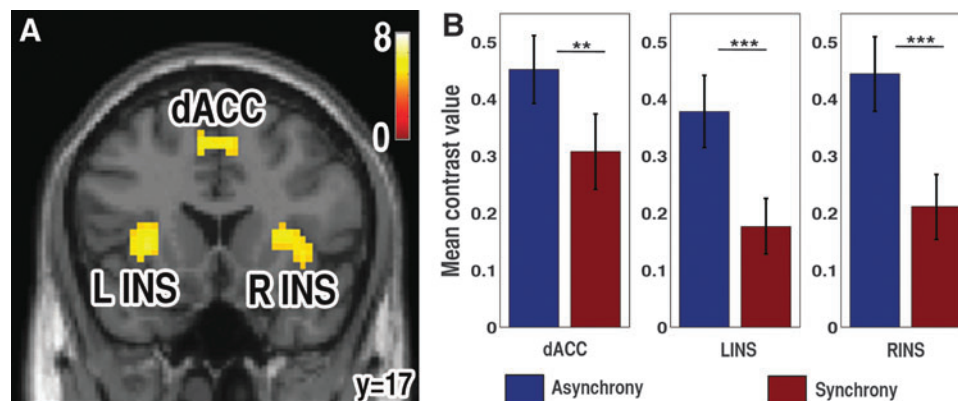 A
8
0
dACC
L INS
R INS
y=17
B
Mean contrast value
0.5
0.4
0.3
0.2
0.1
0
**
dACC
0.5
0.4
0.3
0.2
0.1
0
***
LINS
0.5
0.4
0.3
0.2
0.1
0
***
RINS
Asynchrony
Synchrony